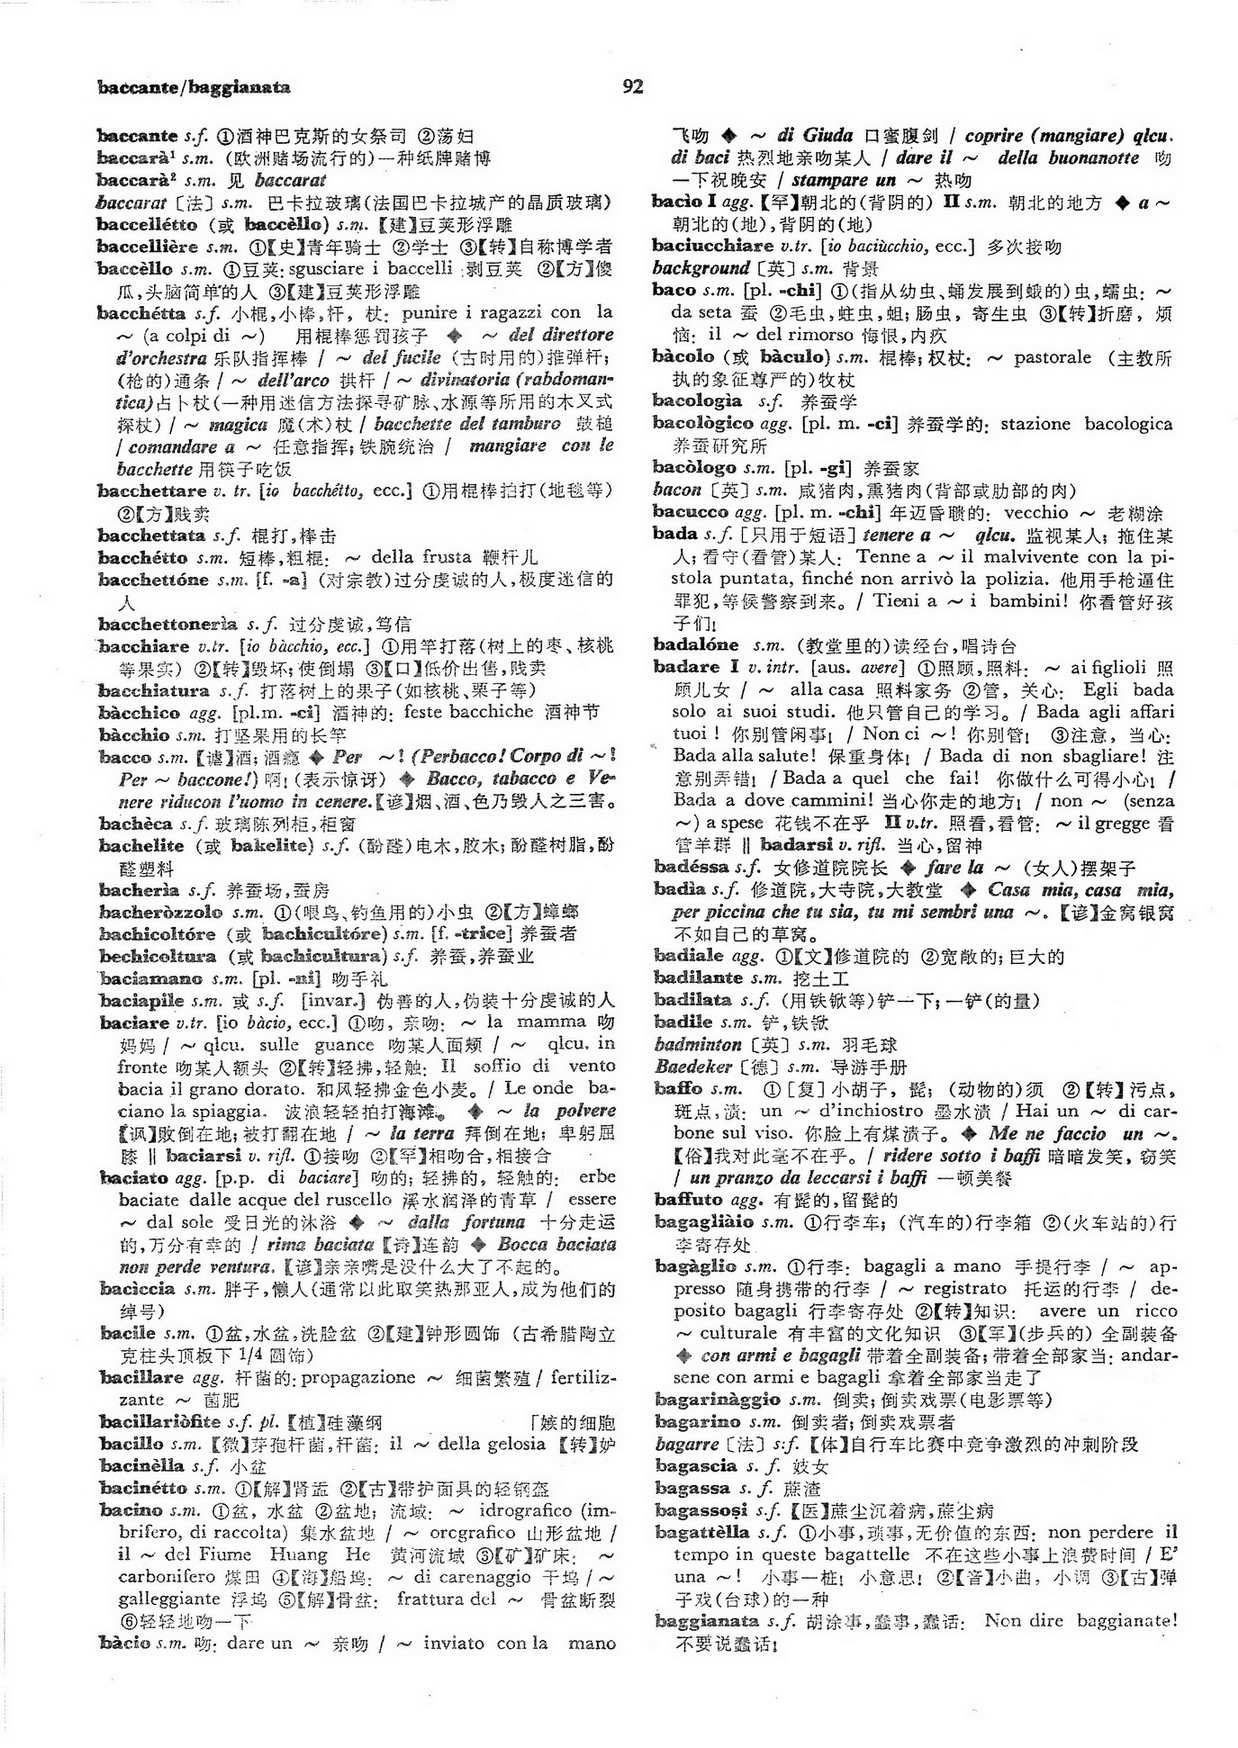 baccante/baggianata
92
baccante s.f. ①酒神巴克斯的女祭司 ②荡妇
baccarà¹ s.m. (欧洲赌场流行的)一种纸牌赌博
baccarà² s.m. 见 baccarat
baccarat〔法〕s.m. 巴卡拉玻璃(法国巴卡拉城产的晶质玻璃)
baccellétto (或 baccèllo) s.m.【建】豆荚形浮雕
baccellière s.m. ①【史】青年骑士 ②学士 ③【转】自称博学者
baccèllo s.m. ①豆荚: sgusciare i baccelli 剥豆荚 ②【方】傻
瓜,头脑简单的人 ③【建】豆荚形浮雕
bacchétta s.f. 小棍,小棒,杆, 杖: punire i ragazzi con la
～ (a colpi di ～) 用棍棒惩罚孩子 ◆ ～ del direttore
d'orchestra 乐队指挥棒 / ～ del fucile (古时用的)推弹杆;
(枪的)通条 / ～ dell'arco 拱杆 / ～ divinatoria (rabdoman-
tica)占卜杖(一种用迷信方法探寻矿脉、水源等所用的木叉式
探杖) / ～ magica 魔(术)杖 / bacchette del tamburo 鼓槌
/ comandare a ～ 任意指挥; 铁腕统治 / mangiare con le
bacchette 用筷子吃饭
bacchettare v. tr. [io bacchétto, ecc.] ①用棍棒拍打(地毯等)
②【方】贱卖
bacchettata s.f. 棍打,棒击
bacchétto s.m. 短棒,粗棍: ～ della frusta 鞭杆儿
bacchettóne s.m. [f. -a] (对宗教)过分虔诚的人,极度迷信的
人
bacchettoneria s.f. 过分虔诚,笃信
bacchiare v.tr. [io bàcchio, ecc.] ①用竿打落(树上的枣、核桃
等果实) ②【转】毁坏; 使倒塌 ③【口】低价出售,贱卖
bacchiatura s.f. 打落树上的果子(如核桃、栗子等)
bàcchico agg. [pl.m. -ci] 酒神的: feste bacchiche 酒神节
bàcchio s.m. 打坚果用的长竿
bacco s.m.【谑】酒; 酒瘾 ◆ Per ～! (Perbacco! Corpo di ～!
Per ～ baccone!) 啊! (表示惊讶) ◆ Bacco, tabacco e Ve-
nere riducon l'uomo in cenere.【谚】烟、酒、色乃毁人之三害。
bachèca s.f. 玻璃陈列柜,柜窗
bachelite (或 bakelite) s.f. (酚醛)电木,胶木; 酚醛树脂,酚
醛塑料
bacherìa s.f. 养蚕场,蚕房
bacheròzzolo s.m. ①(喂鸟、钓鱼用的)小虫 ②【方】蟑螂
bachicoltóre (或 bachicultóre) s.m. [f. -trice] 养蚕者
bechicoltura (或 bachicultura) s.f. 养蚕,养蚕业
baciamano s.m. [pl. -ni] 吻手礼
baciapile s.m. 或 s.f. [invar.] 伪善的人,伪装十分虔诚的人
baciare v.tr. [io bàcio, ecc.] ①吻, 亲吻: ～ la mamma 吻
妈妈 / ～ qlcu. sulle guance 吻某人面颊 / ～ qlcu. in
fronte 吻某人额头 ②【转】轻拂,轻触: Il soffio di vento
bacia il grano dorato. 和风轻拂金色小麦。 / Le onde ba-
ciano la spiaggia. 波浪轻轻拍打海滩。 ◆ ～ la polvere
【讽】败倒在地; 被打翻在地 / ～ la terra 拜倒在地; 卑躬屈
膝 ‖ baciarsi v. rifl. ①接吻 ②【罕】相吻合,相接合
baciato agg. [p.p. di baciare] 吻的; 轻拂的, 轻触的: erbe
baciate dalle acque del ruscello 溪水润泽的青草 / essere
～ dal sole 受日光的沐浴 ◆ ～ dalla fortuna 十分走运
的,万分有幸的 / rima baciata【诗】连韵 ◆ Bocca baciata
non perde ventura.【谚】亲亲嘴是没什么大了不起的。
bacìccia s.m. 胖子,懒人(通常以此取笑热那亚人,成为他们的
绰号)
bacile s.m. ①盆,水盆,洗脸盆 ②【建】钟形圆饰 (古希腊陶立
克柱头顶板下 1/4 圆饰)
bacillare agg. 杆菌的: propagazione ～ 细菌繁殖 / fertiliz-
zante ～ 菌肥
bacillariòfite s.f. pl.【植】硅藻纲 「嫉的细胞
bacillo s.m.【微】芽孢杆菌,杆菌: il ～ della gelosia 【转】妒
bacinèlla s.f. 小盆
bacinétto s.m. ①【解】肾盂 ②【古】带护面具的轻钢盔
bacino s.m. ①盆, 水盆 ②盆地; 流域: ～ idrografico (im-
brifero, di raccolta) 集水盆地 / ～ orografico 山形盆地 /
il ～ del Fiume Huang He 黄河流域 ③【矿】矿床: ～
carbonifero 煤田 ④【海】船坞: ～ di carenaggio 干坞 / ～
galleggiante 浮坞 ⑤【解】骨盆: frattura del ～ 骨盆断裂
⑥轻轻地吻一下
bàcio s.m. 吻: dare un ～ 亲吻 / ～ inviato con la mano
飞吻 ◆ ～ di Giuda 口蜜腹剑 / coprire (mangiare) qlcu.
di baci 热烈地亲吻某人 / dare il ～ della buonanotte 吻
一下祝晚安 / stampare un ～ 热吻
bacìo I agg.【罕】朝北的(背阴的) II s.m. 朝北的地方 ◆ a ～
朝北的(地),背阴的(地)
baciucchiare v.tr. [io baciùcchio, ecc.] 多次接吻
background〔英〕s.m. 背景
baco s.m. [pl. -chi] ①(指从幼虫、蛹发展到蛾的)虫,蠕虫: ～
da seta 蚕 ②毛虫,蛀虫,蛆; 肠虫, 寄生虫 ③【转】折磨, 烦
恼: il ～ del rimorso 悔恨,内疚
bàcolo (或 bàculo) s.m. 棍棒; 权杖: ～ pastorale (主教所
执的象征尊严的)牧杖
bacologìa s.f. 养蚕学
bacològico agg. [pl. m. -ci] 养蚕学的: stazione bacologica
养蚕研究所
bacòlogo s.m. [pl. -gi] 养蚕家
bacon〔英〕s.m. 咸猪肉,熏猪肉(背部或肋部的肉)
bacucco agg. [pl. m. -chi] 年迈昏聩的: vecchio ～ 老糊涂
bada s.f. [只用于短语] tenere a ～ qlcu. 监视某人; 拖住某
人; 看守(看管)某人: Tenne a ～ il malvivente con la pi-
stola puntata, finché non arrivò la polizia. 他用手枪逼住
罪犯,等候警察到来。 / Tieni a ～ i bambini! 你看管好孩
子们!
badalóne s.m. (教堂里的)读经台,唱诗台
badare I v. intr. [aus. avere] ①照顾,照料: ～ ai figlioli 照
顾儿女 / ～ alla casa 照料家务 ②管, 关心: Egli bada
solo ai suoi studi. 他只管自己的学习。 / Bada agli affari
tuoi ! 你别管闲事! / Non ci ～! 你别管! ③注意, 当心:
Bada alla salute! 保重身体! / Bada di non sbagliare! 注
意别弄错! / Bada a quel che fai! 你做什么可得小心! /
Bada a dove cammini! 当心你走的地方! / non ～ (senza
～) a spese 花钱不在乎 II v.tr. 照看,看管: ～ il gregge 看
管羊群 ‖ badarsi v. rifl. 当心,留神
badéssa s.f. 女修道院院长 ◆ fare la ～ (女人)摆架子
badìa s.f. 修道院,大寺院,大教堂 ◆ Casa mia, casa mia,
per piccina che tu sia, tu mi sembri una ～.【谚】金窝银窝
不如自己的草窝。
badiale agg. ①【文】修道院的 ②宽敞的; 巨大的
badilante s.m. 挖土工
badilata s.f. (用铁锨等)铲一下; 一铲(的量)
badile s.m. 铲,铁锨
badminton〔英〕s.m. 羽毛球
Baedeker〔德〕s.m. 导游手册
baffo s.m. ①【复】小胡子, 髭; (动物的)须 ②【转】污点,
斑点,渍: un ～ d'inchiostro 墨水渍 / Hai un ～ di car-
bone sul viso. 你脸上有煤渍子。 ◆ Me ne faccio un ～.
【俗】我对此毫不在乎。 / ridere sotto i baffi 暗暗发笑, 窃笑
/ un pranzo da leccarsi i baffi 一顿美餐
baffuto agg. 有髭的,留髭的
bagagliàio s.m. ①行李车; (汽车的)行李箱 ②(火车站的)行
李寄存处
bagàglio s.m. ①行李: bagagli a mano 手提行李 / ～ ap-
presso 随身携带的行李 / ～ registrato 托运的行李 / de-
posito bagagli 行李寄存处 ②【转】知识: avere un ricco
～ culturale 有丰富的文化知识 ③【军】(步兵的) 全副装备
◆ con armi e bagagli 带着全副装备; 带着全部家当: andar-
sene con armi e bagagli 拿着全部家当走了
bagarinàggio s.m. 倒卖; 倒卖戏票(电影票等)
bagarino s.m. 倒卖者; 倒卖戏票者
bagarre〔法〕s.f.【体】自行车比赛中竞争激烈的冲刺阶段
bagascia s. f. 妓女
bagassa s. f. 蔗渣
bagassosi s.f.【医】蔗尘沉着病,蔗尘病
bagattèlla s.f. ①小事,琐事,无价值的东西: non perdere il
tempo in queste bagattelle 不在这些小事上浪费时间 / E'
una ～! 小事一桩! 小意思! ②【音】小曲, 小调 ③【古】弹
子戏(台球)的一种
baggianata s.f. 胡涂事,蠢事,蠢话: Non dire baggianate!
不要说蠢话!